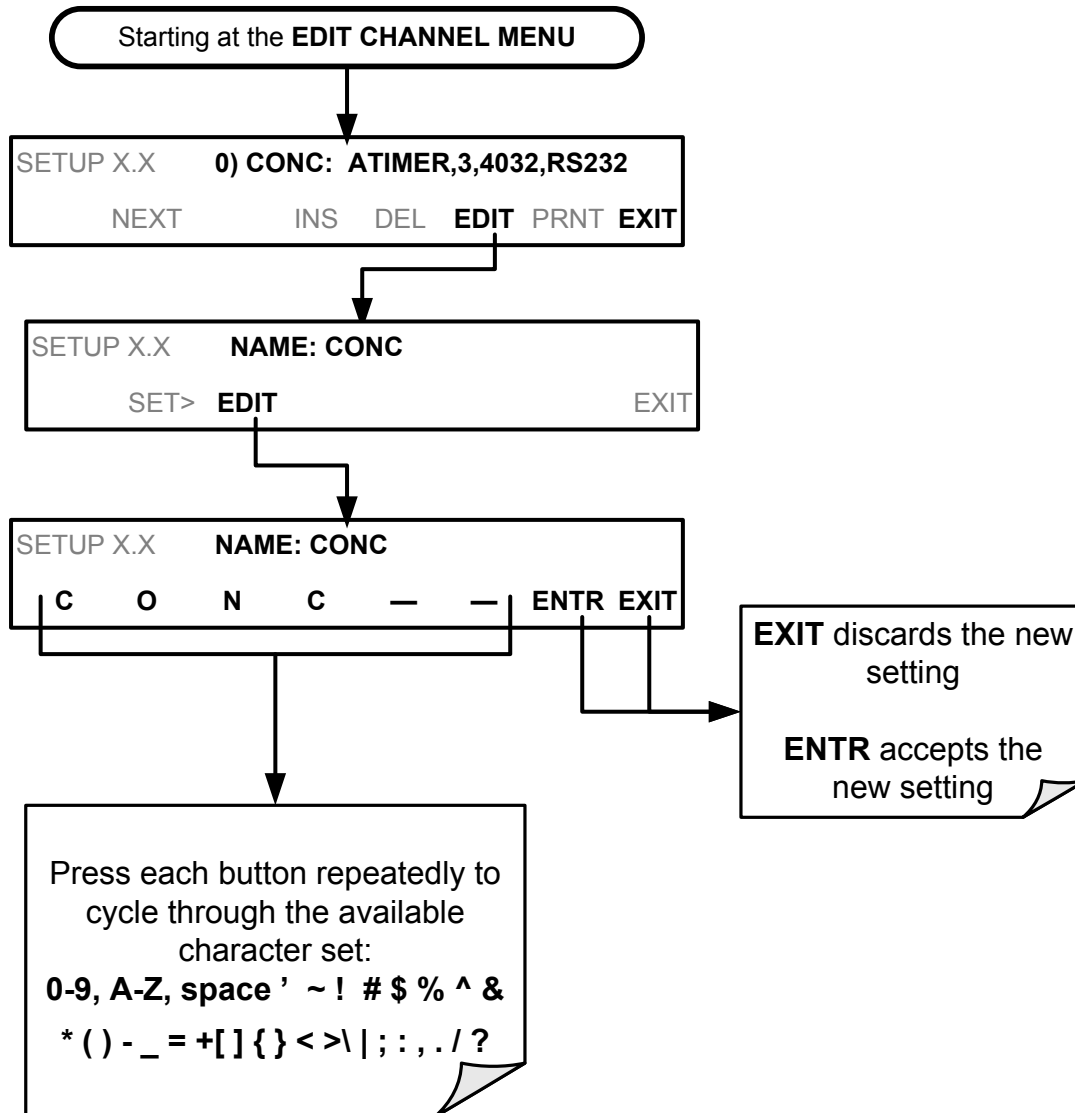 Starting at the EDIT CHANNEL MENU
SETUP X.X 0) CONC: ATIMER,3,4032,RS232
NEXT INS DEL EDIT PRNT EXIT
SETUP X.X NAME: CONC
SET> EDIT EXIT
SETUP X.X NAME: CONC
C O N C — — ENTR EXIT
EXIT discards the new
setting
ENTR accepts the
new setting
Press each button repeatedly to
cycle through the available
character set:
0-9, A-Z, space ’ ~ ! # $ % ^ &
* ( ) - _ = +[ ] { } < >\ | ; : , . / ?